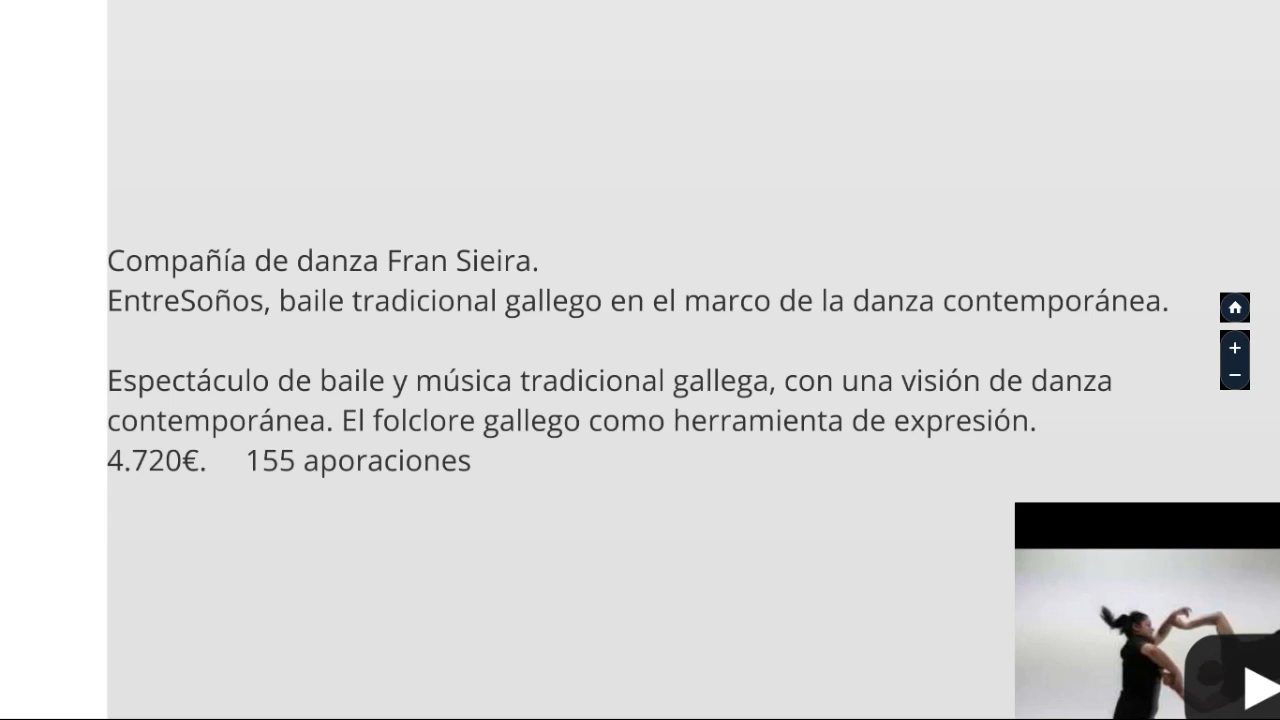 Compañía de danza Fran Sieira.
EntreSoños, baile tradicional gallego en el marco de la danza contemporánea.
Espectáculo de baile y música tradicional gallega, con una visión de danza
contemporánea. El folclore gallego como herramienta de expresión.
4.720€. 155 aporaciones